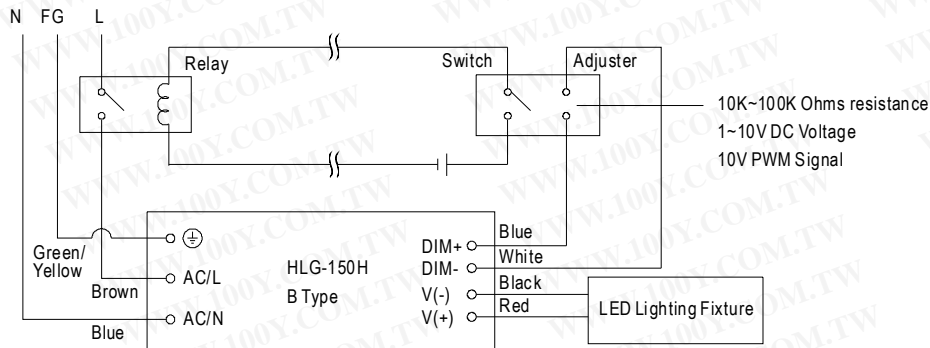 N FG L
Relay
Switch
Adjuster
10K~100K Ohms resistance
1~10V DC Voltage
10V PWM Signal
Green/
Yellow
Brown
Blue
AC/L
AC/N
HLG-150H
B Type
DIM+
DIM-
V(-)
V(+)
Blue
White
Black
Red
LED Lighting Fixture
WWW.100Y.COM.TW